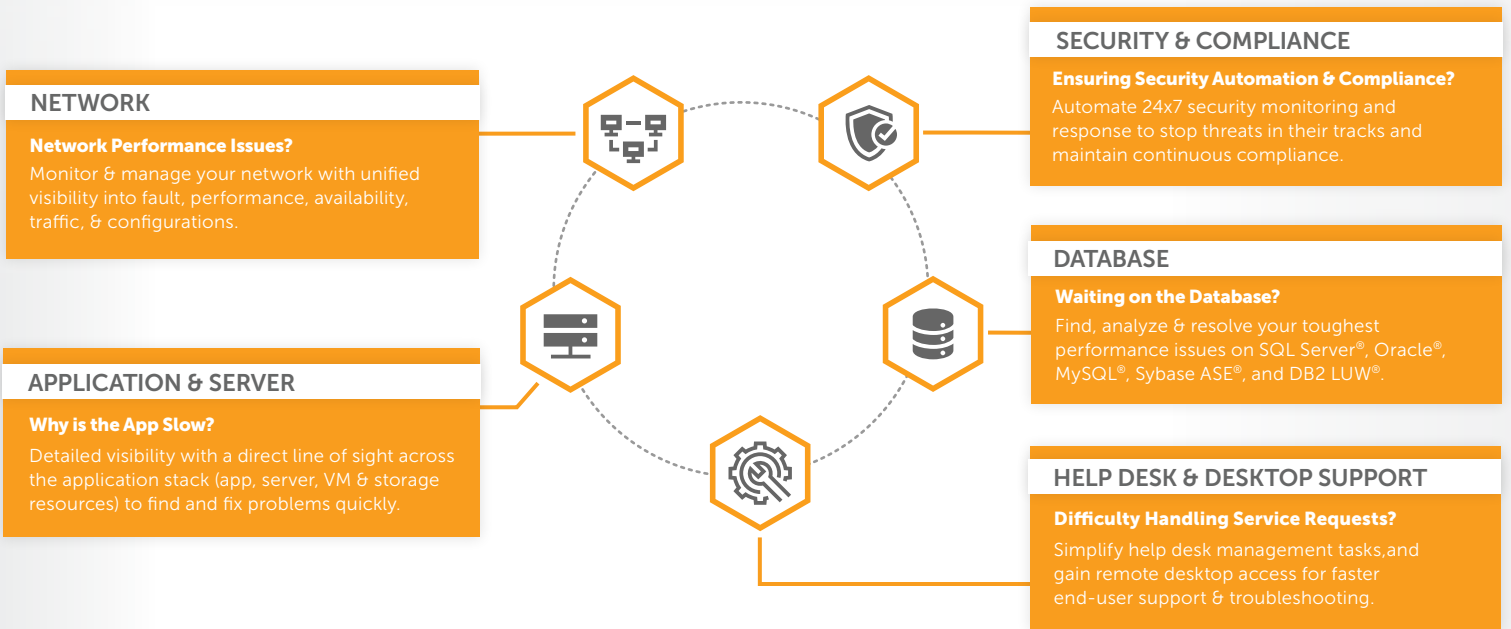 NETWORK
Network Performance Issues?
Monitor & manage your network with unified
visibility into fault, performance, availability,
traffic, & configurations.
APPLICATION & SERVER
Why is the App Slow?
Detailed visibility with a direct line of sight across
the application stack (app, server, VM & storage
resources) to find and fix problems quickly.
SECURITY & COMPLIANCE
Ensuring Security Automation & Compliance?
Automate 24x7 security monitoring and
response to stop threats in their tracks and
maintain continuous compliance.
DATABASE
Waiting on the Database?
Find, analyze & resolve your toughest
performance issues on SQL Server®, Oracle®,
MySQL®, Sybase ASE®, and DB2 LUW®.
HELP DESK & DESKTOP SUPPORT
Difficulty Handling Service Requests?
Simplify help desk management tasks,and
gain remote desktop access for faster
end-user support & troubleshooting.